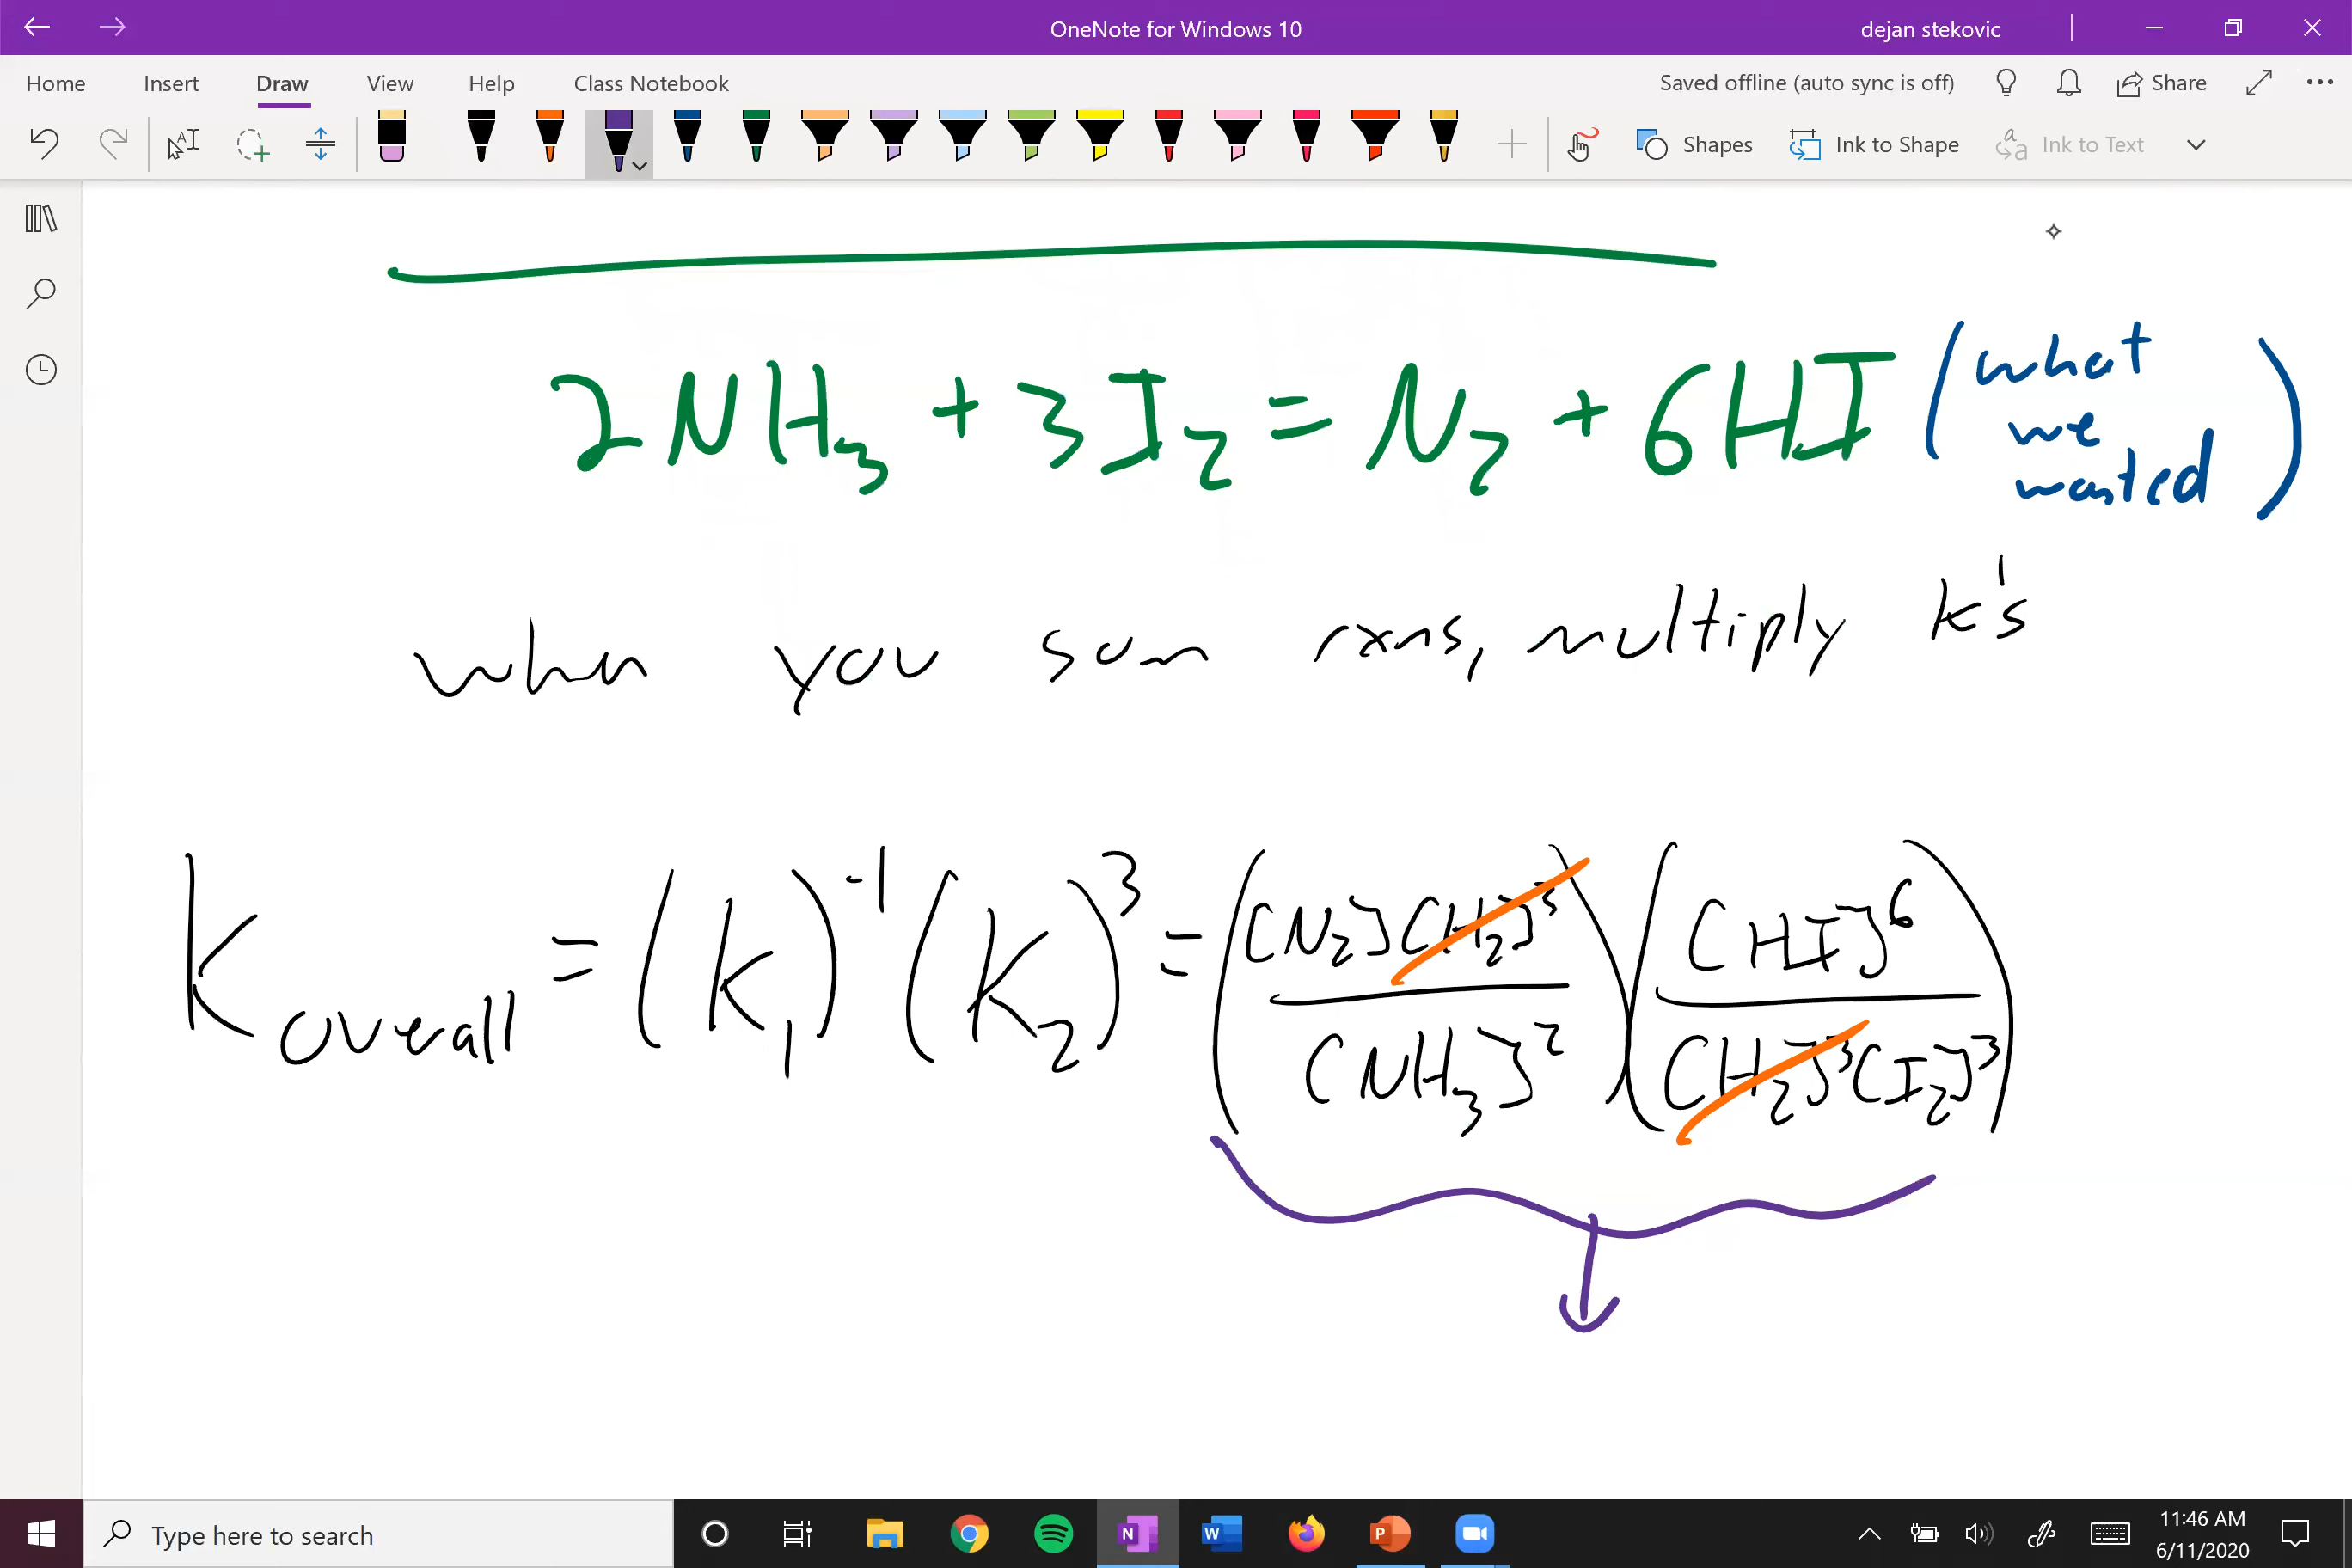 OneNote for Windows 10
dejan stekovic
Home Insert Draw View Help Class Notebook
Saved offline (auto sync is off) Share
Shapes Ink to Shape Ink to Text
2NH₃ + 3I₂ = N₂ + 6HI (what we wanted)
when you sum rxns, multiply k's
K overall = (k₁)⁻¹ (K₂)³ = ([N₂][H₂]³ / [NH₃]²) ([HI]⁶ / [H₂]³[I₂]³)
Type here to search
11:46 AM
6/11/2020